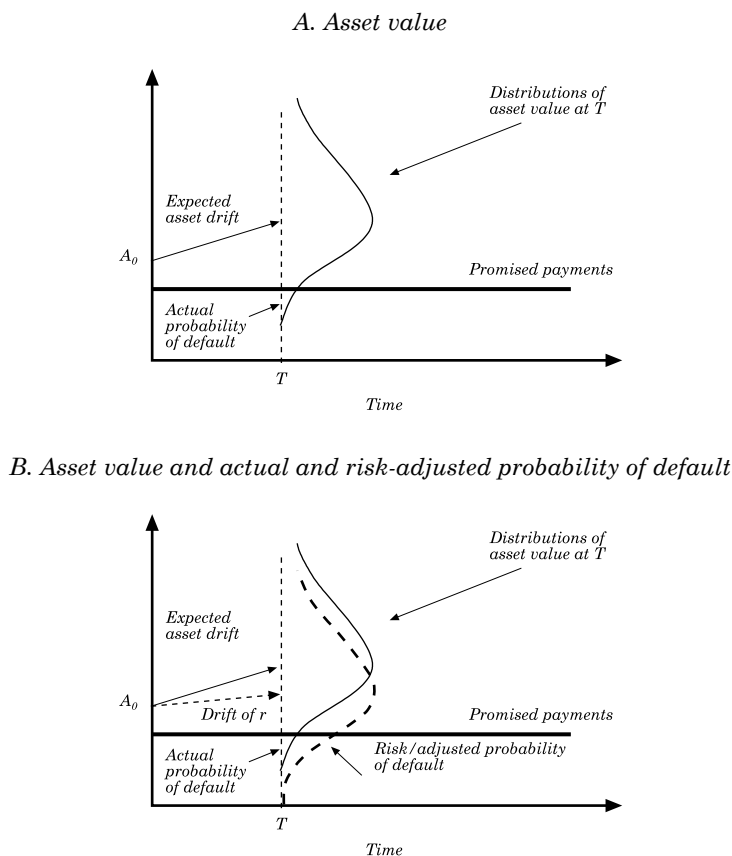 A. Asset value
Distributions of
asset value at T
Expected
asset drift
A0
Promised payments
Actual
probability
of default
T
Time
B. Asset value and actual and risk-adjusted probability of default
Distributions of
asset value at T
Expected
asset drift
A0
Drift of r
Promised payments
Actual
probability
of default
Risk/adjusted probability
of default
T
Time